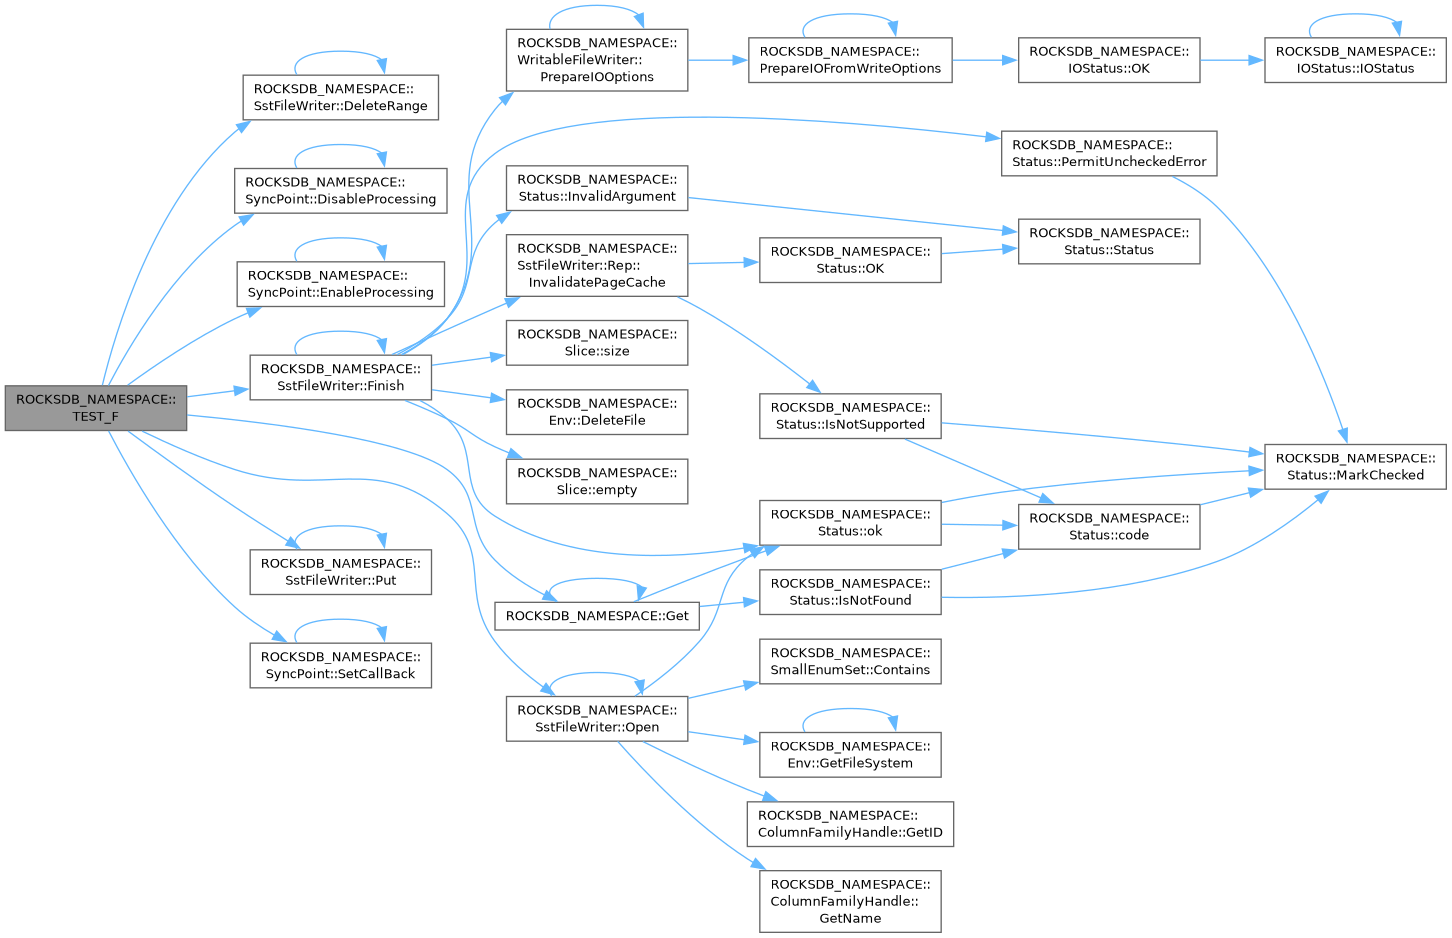 ROCKSDB_NAMESPACE::
TEST_F
ROCKSDB_NAMESPACE::
SstFileWriter::DeleteRange
ROCKSDB_NAMESPACE::
SyncPoint::DisableProcessing
ROCKSDB_NAMESPACE::
SyncPoint::EnableProcessing
ROCKSDB_NAMESPACE::
SstFileWriter::Finish
ROCKSDB_NAMESPACE::
SstFileWriter::Put
ROCKSDB_NAMESPACE::
SyncPoint::SetCallBack
ROCKSDB_NAMESPACE::
WritableFileWriter::
PrepareIOOptions
ROCKSDB_NAMESPACE::
Status::InvalidArgument
ROCKSDB_NAMESPACE::
SstFileWriter::Rep::
InvalidatePageCache
ROCKSDB_NAMESPACE::
Slice::size
ROCKSDB_NAMESPACE::
Env::DeleteFile
ROCKSDB_NAMESPACE::
Slice::empty
ROCKSDB_NAMESPACE::Get
ROCKSDB_NAMESPACE::
SstFileWriter::Open
ROCKSDB_NAMESPACE::
PrepareIOFromWriteOptions
ROCKSDB_NAMESPACE::
Status::OK
ROCKSDB_NAMESPACE::
Status::IsNotSupported
ROCKSDB_NAMESPACE::
Status::ok
ROCKSDB_NAMESPACE::
Status::IsNotFound
ROCKSDB_NAMESPACE::
SmallEnumSet::Contains
ROCKSDB_NAMESPACE::
Env::GetFileSystem
ROCKSDB_NAMESPACE::
ColumnFamilyHandle::GetID
ROCKSDB_NAMESPACE::
ColumnFamilyHandle::
GetName
ROCKSDB_NAMESPACE::
IOStatus::OK
ROCKSDB_NAMESPACE::
Status::PermitUncheckedError
ROCKSDB_NAMESPACE::
Status::Status
ROCKSDB_NAMESPACE::
Status::code
ROCKSDB_NAMESPACE::
IOStatus::IOStatus
ROCKSDB_NAMESPACE::
Status::MarkChecked